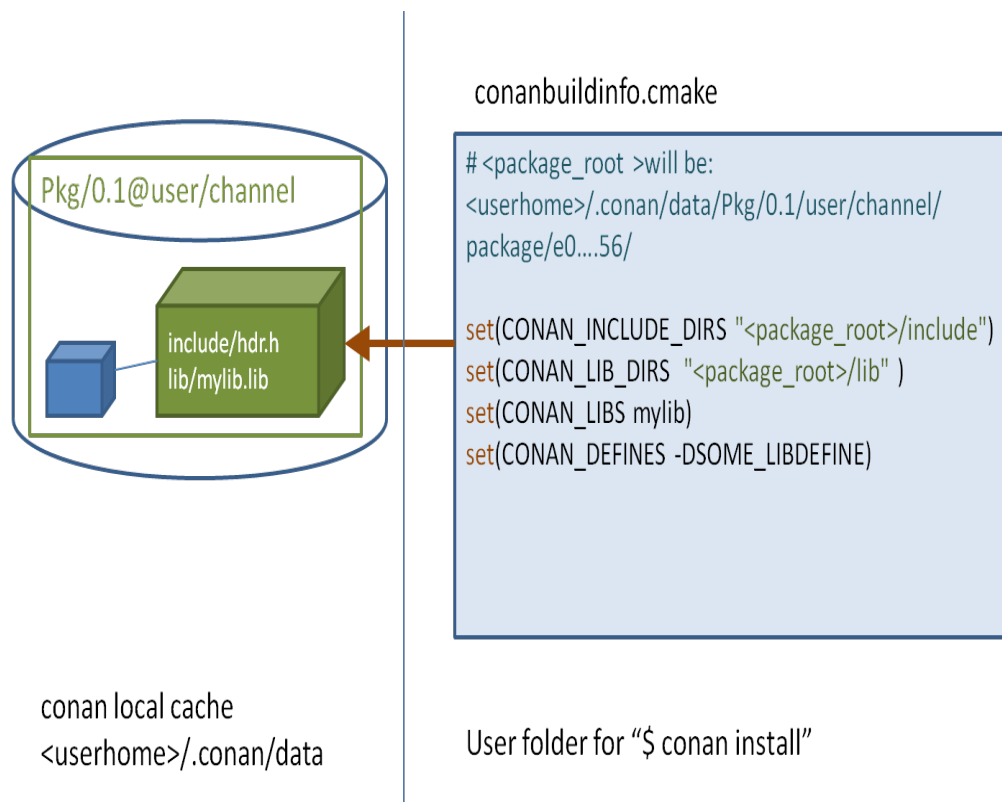 Pkg/0.1@user/channel
include/hdr.h
lib/mylib.lib
conan local cache
<userhome>/.conan/data
conanbuildinfo.cmake
# <package_root >will be:
<userhome>/.conan/data/Pkg/0.1/user/channel/
package/e0....56/
set(CONAN_INCLUDE_DIRS "<package_root>/include")
set(CONAN_LIB_DIRS "<package_root>/lib" )
set(CONAN_LIBS mylib)
set(CONAN_DEFINES -DSOME_LIBDEFINE)
User folder for “$ conan install”